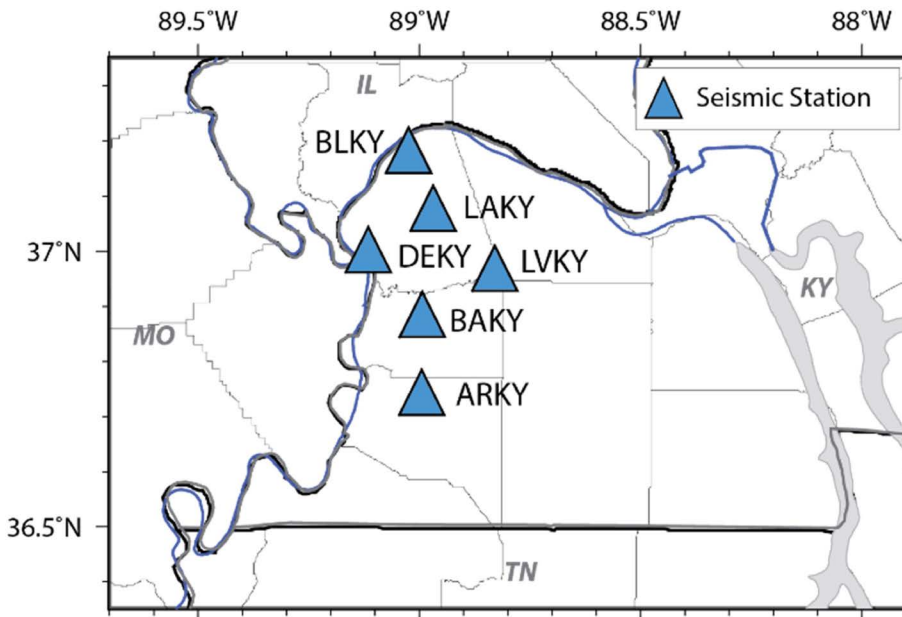 89.5°W 89°W 88.5°W 88°W
IL
Seismic Station
BLKY
LAKY
37°N
DEKY
LVKY
KY
MO
BAKY
ARKY
36.5°N
TN